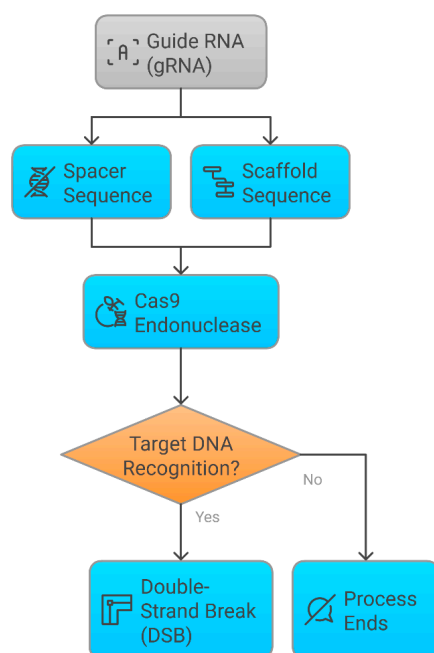 Guide RNA
(gRNA)
Spacer
Sequence
Scaffold
Sequence
Cas9
Endonuclease
Target DNA
Recognition?
No
Yes
Double-
Strand Break
(DSB)
Process
Ends